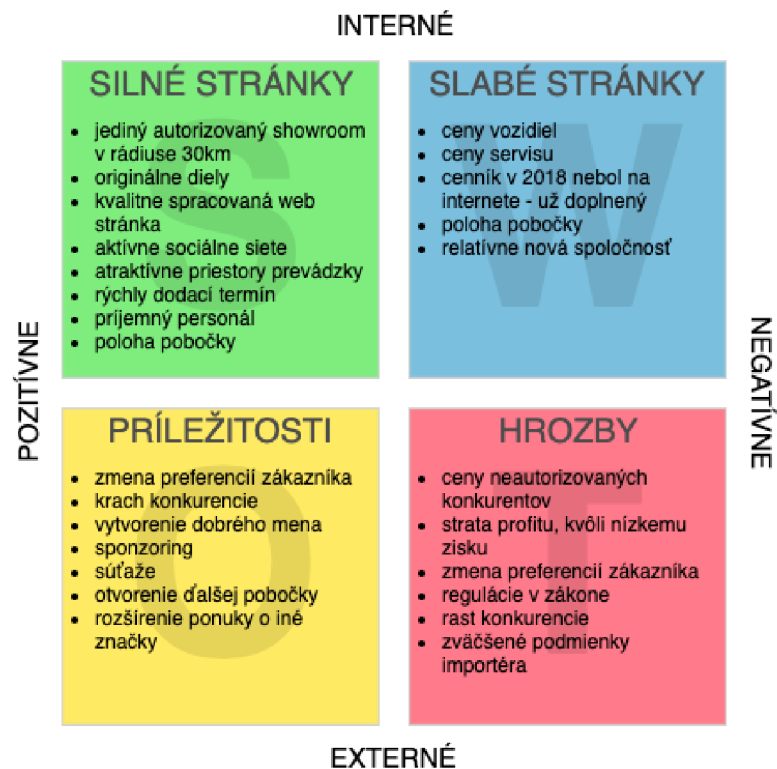 INTERNÉ
SILNÉ STRÁNKY
• jediný autorizovaný showroom
v rádiuse 30km
• originálne diely
• kvalitne spracovaná web
stránka
• aktívne sociálne siete
• atraktívne priestory prevádzky
• rýchly dodací termín
• príjemný personál
• poloha pobočky
SLABÉ STRÁNKY
• ceny vozidiel
• ceny servisu
• cenník v 2018 nebol na
internete - už doplnený
• poloha pobočky
• relatívne nová spoločnosť
POZITÍVNE
NEGATÍVNE
PRÍLEŽITOSTI
• zmena preferencií zákazníka
• krach konkurencie
• vytvorenie dobrého mena
• sponzoring
• súťaže
• otvorenie ďalšej pobočky
• rozšírenie ponuky o iné
značky
HROZBY
• ceny neautorizovaných
konkurentov
• strata profitu, kvôli nízkemu
zisku
• zmena preferencií zákazníka
• regulácie v zákone
• rast konkurencie
• zväčšené podmienky
importéra
EXTERNÉ
S
W
O
T